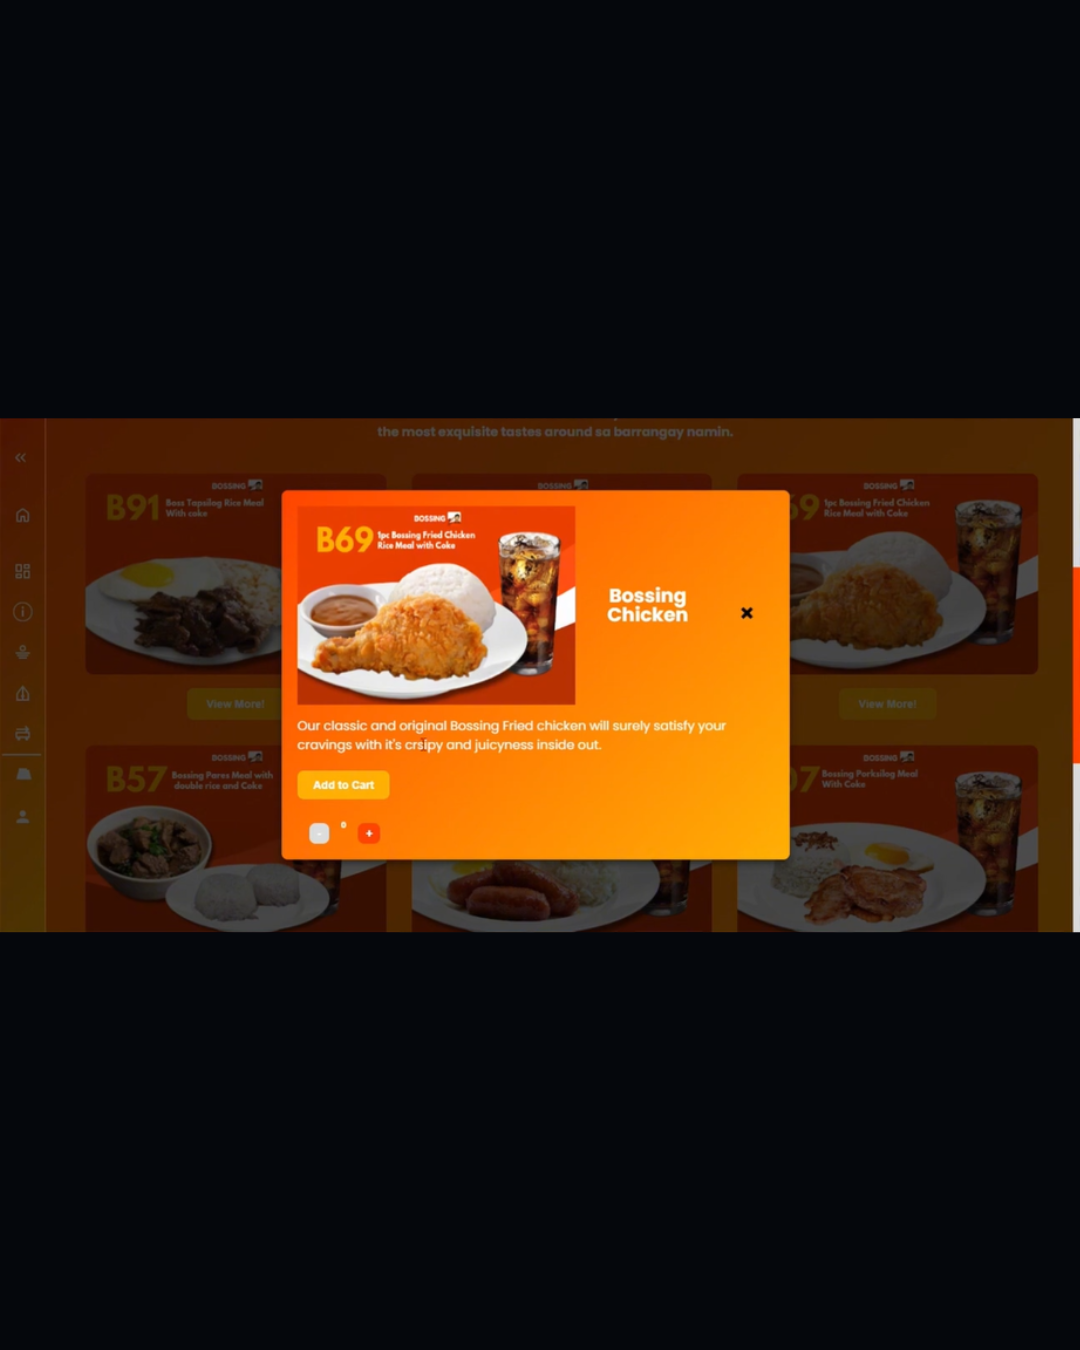 the most exquisite tastes around sa barrangay namin.
BOSSING
B91 Boss Tapsilog Rice Meal
With coke
View More!
BOSSING
B57 Bossing Pares Meal with
double rice and Coke
BOSSING
BOSSING
69 1pc Bossing Fried Chicken
Rice Meal with Coke
View More!
BOSSING
07 Bossing Porksilog Meal
With Coke
BOSSING
B69 1pc Bossing Fried Chicken
Rice Meal with Coke
Bossing
Chicken
Our classic and original Bossing Fried chicken will surely satisfy your
cravings with it's crsipy and juicyness inside out.
Add to Cart
- 0 +